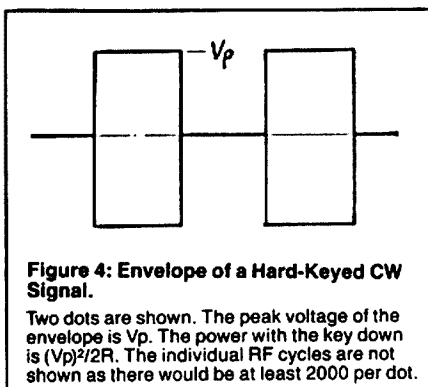 Vp
Figure 4: Envelope of a Hard-Keyed CW
Signal.
Two dots are shown. The peak voltage of the
envelope is Vp. The power with the key down
is (Vp)²/2R. The individual RF cycles are not
shown as there would be at least 2000 per dot.